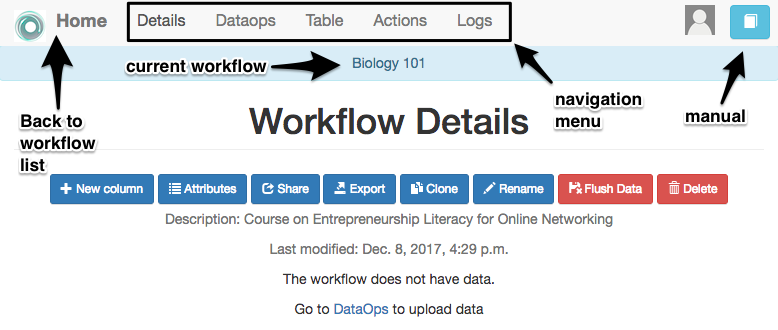 Home
Details Dataops Table Actions Logs
current workflow
Biology 101
Back to
workflow
list
navigation
menu
manual
Workflow Details
New column Attributes Share Export Clone Rename Flush Data Delete
Description: Course on Entrepreneurship Literacy for Online Networking
Last modified: Dec. 8, 2017, 4:29 p.m.
The workflow does not have data.
Go to DataOps to upload data